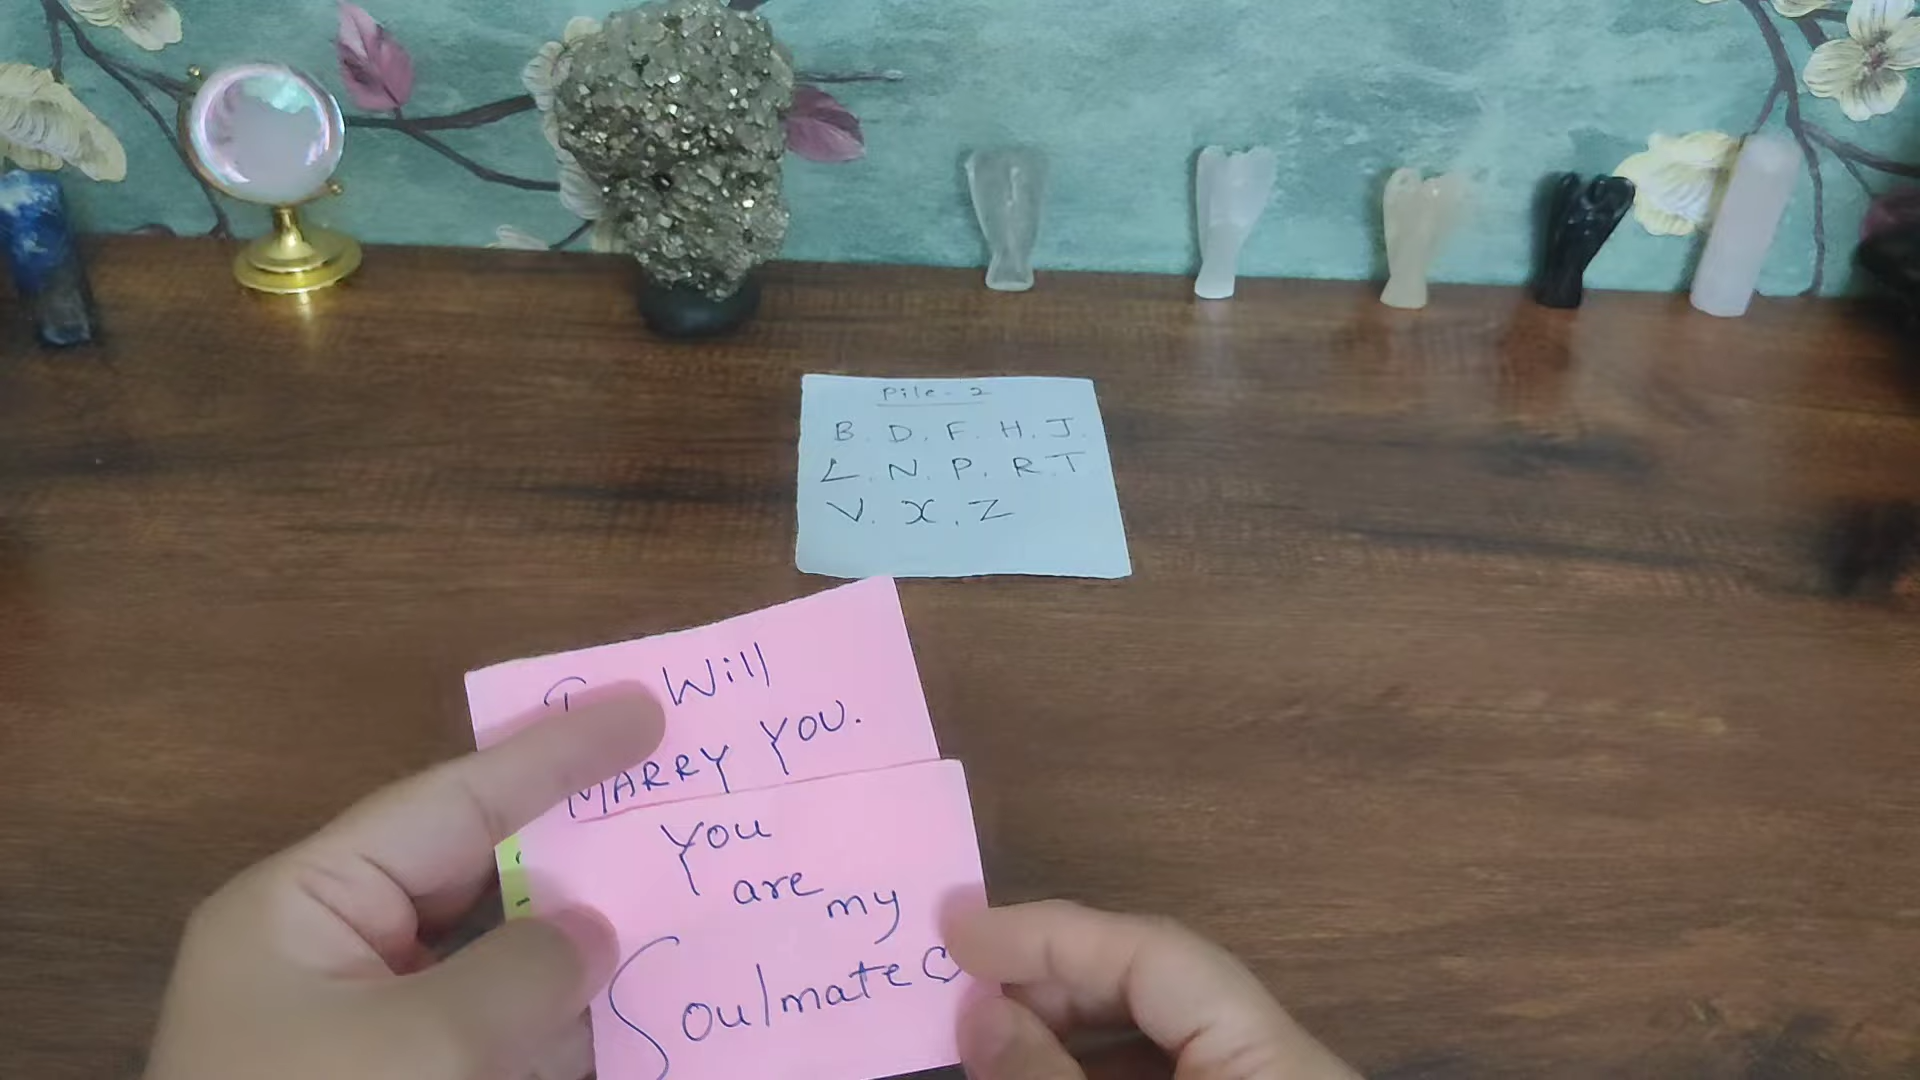 Pile - 2
B. D. F. H. J.
L. N. P. R. T
V. X. Z
Will
MARRY YOU.
You
are
my
Soulmate